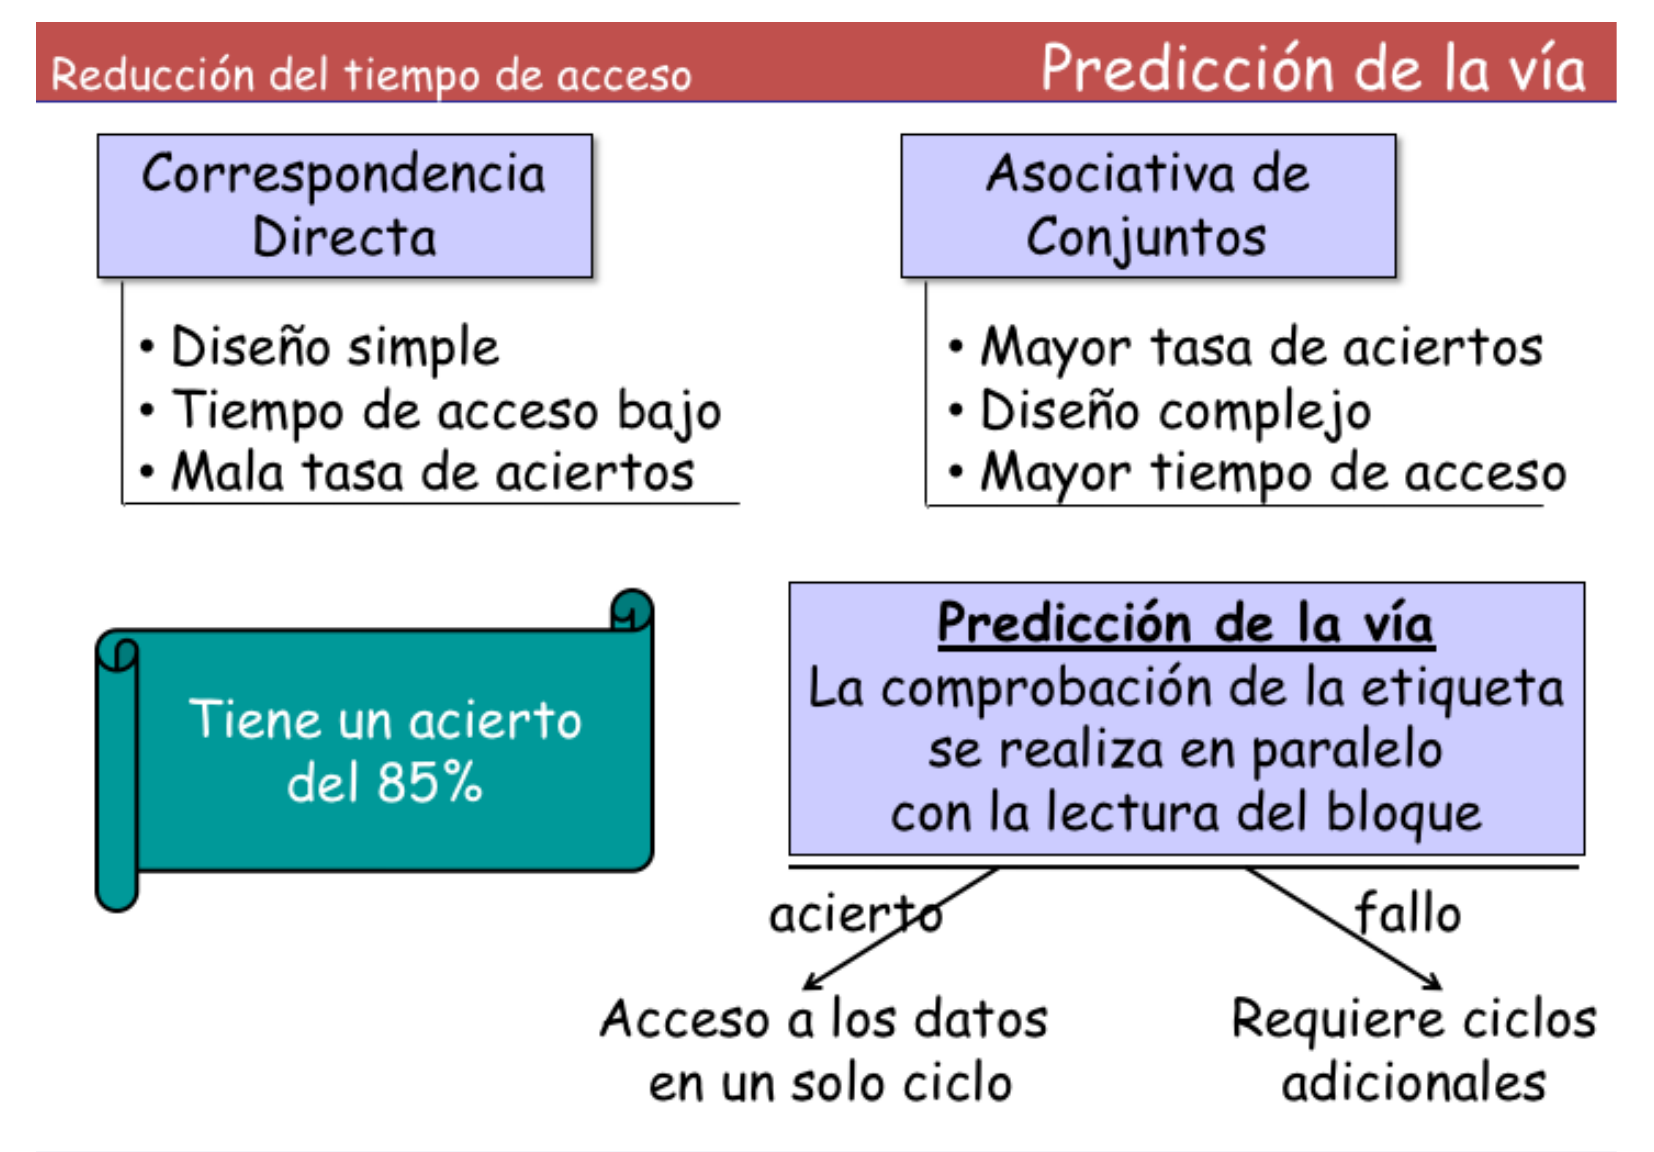 Reducción del tiempo de acceso
Predicción de la vía
Correspondencia
Directa
• Diseño simple
• Tiempo de acceso bajo
• Mala tasa de aciertos
Asociativa de
Conjuntos
• Mayor tasa de aciertos
• Diseño complejo
• Mayor tiempo de acceso
Tiene un acierto
del 85%
Predicción de la vía
La comprobación de la etiqueta
se realiza en paralelo
con la lectura del bloque
acierto
fallo
Acceso a los datos
en un solo ciclo
Requiere ciclos
adicionales